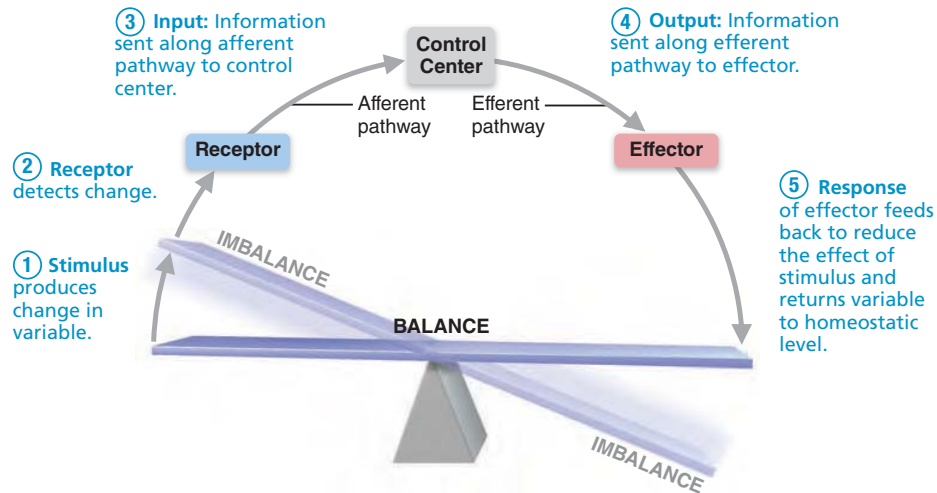 ③ Input: Information
sent along afferent
pathway to control
center.
Control
Center
④ Output: Information
sent along efferent
pathway to effector.
Afferent
pathway
Efferent
pathway
Receptor
Effector
② Receptor
detects change.
⑤ Response
of effector feeds
back to reduce
the effect of
stimulus and
returns variable
to homeostatic
level.
① Stimulus
produces
change in
variable.
IMBALANCE
BALANCE
IMBALANCE